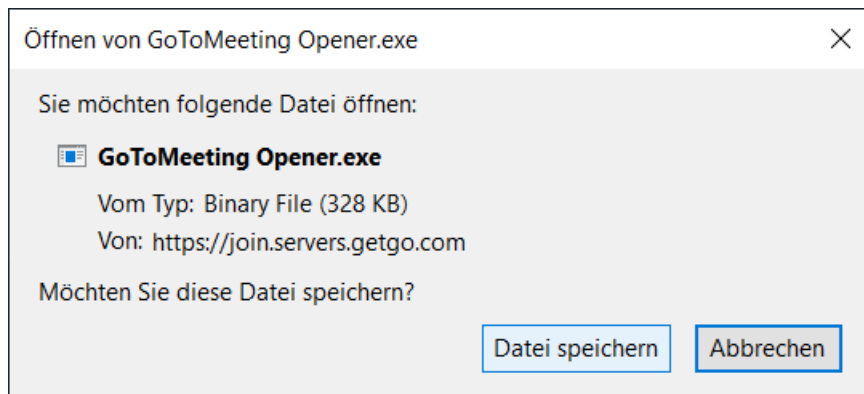 Öffnen von GoToMeeting Opener.exe
Sie möchten folgende Datei öffnen:
GoToMeeting Opener.exe
Vom Typ: Binary File (328 KB)
Von: https://join.servers.getgo.com
Möchten Sie diese Datei speichern?
Datei speichern Abbrechen